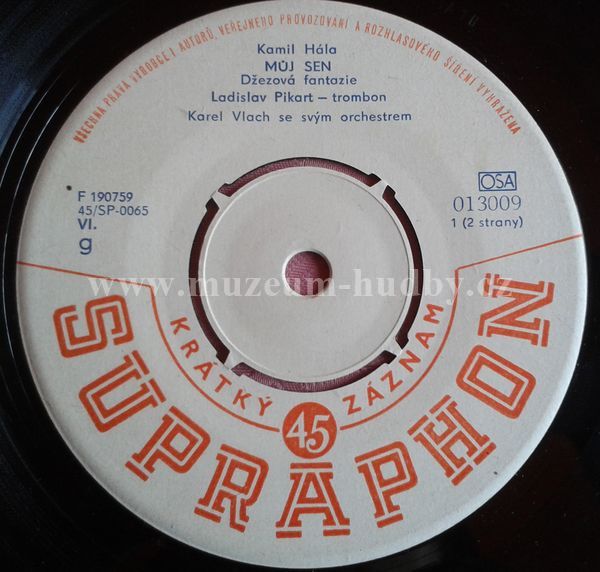 VŠECHNA PRÁVA VÝROBCE I AUTORŮ, VEŘEJNÉHO PROVOZOVÁNÍ A ROZHLASOVÉHO ŠÍŘENÍ VYHRAŽENA
Kamil Hála
MŮJ SEN
Džezová fantazie
Ladislav Pikart – trombon
Karel Vlach se svým orchestrem
F 190759
45/SP-0065
VI.
g
OSA
013009
1 (2 strany)
www.muzeum-hudby.cz
KRÁTKÝ 45 ZÁZNAM
SUPRAPHON